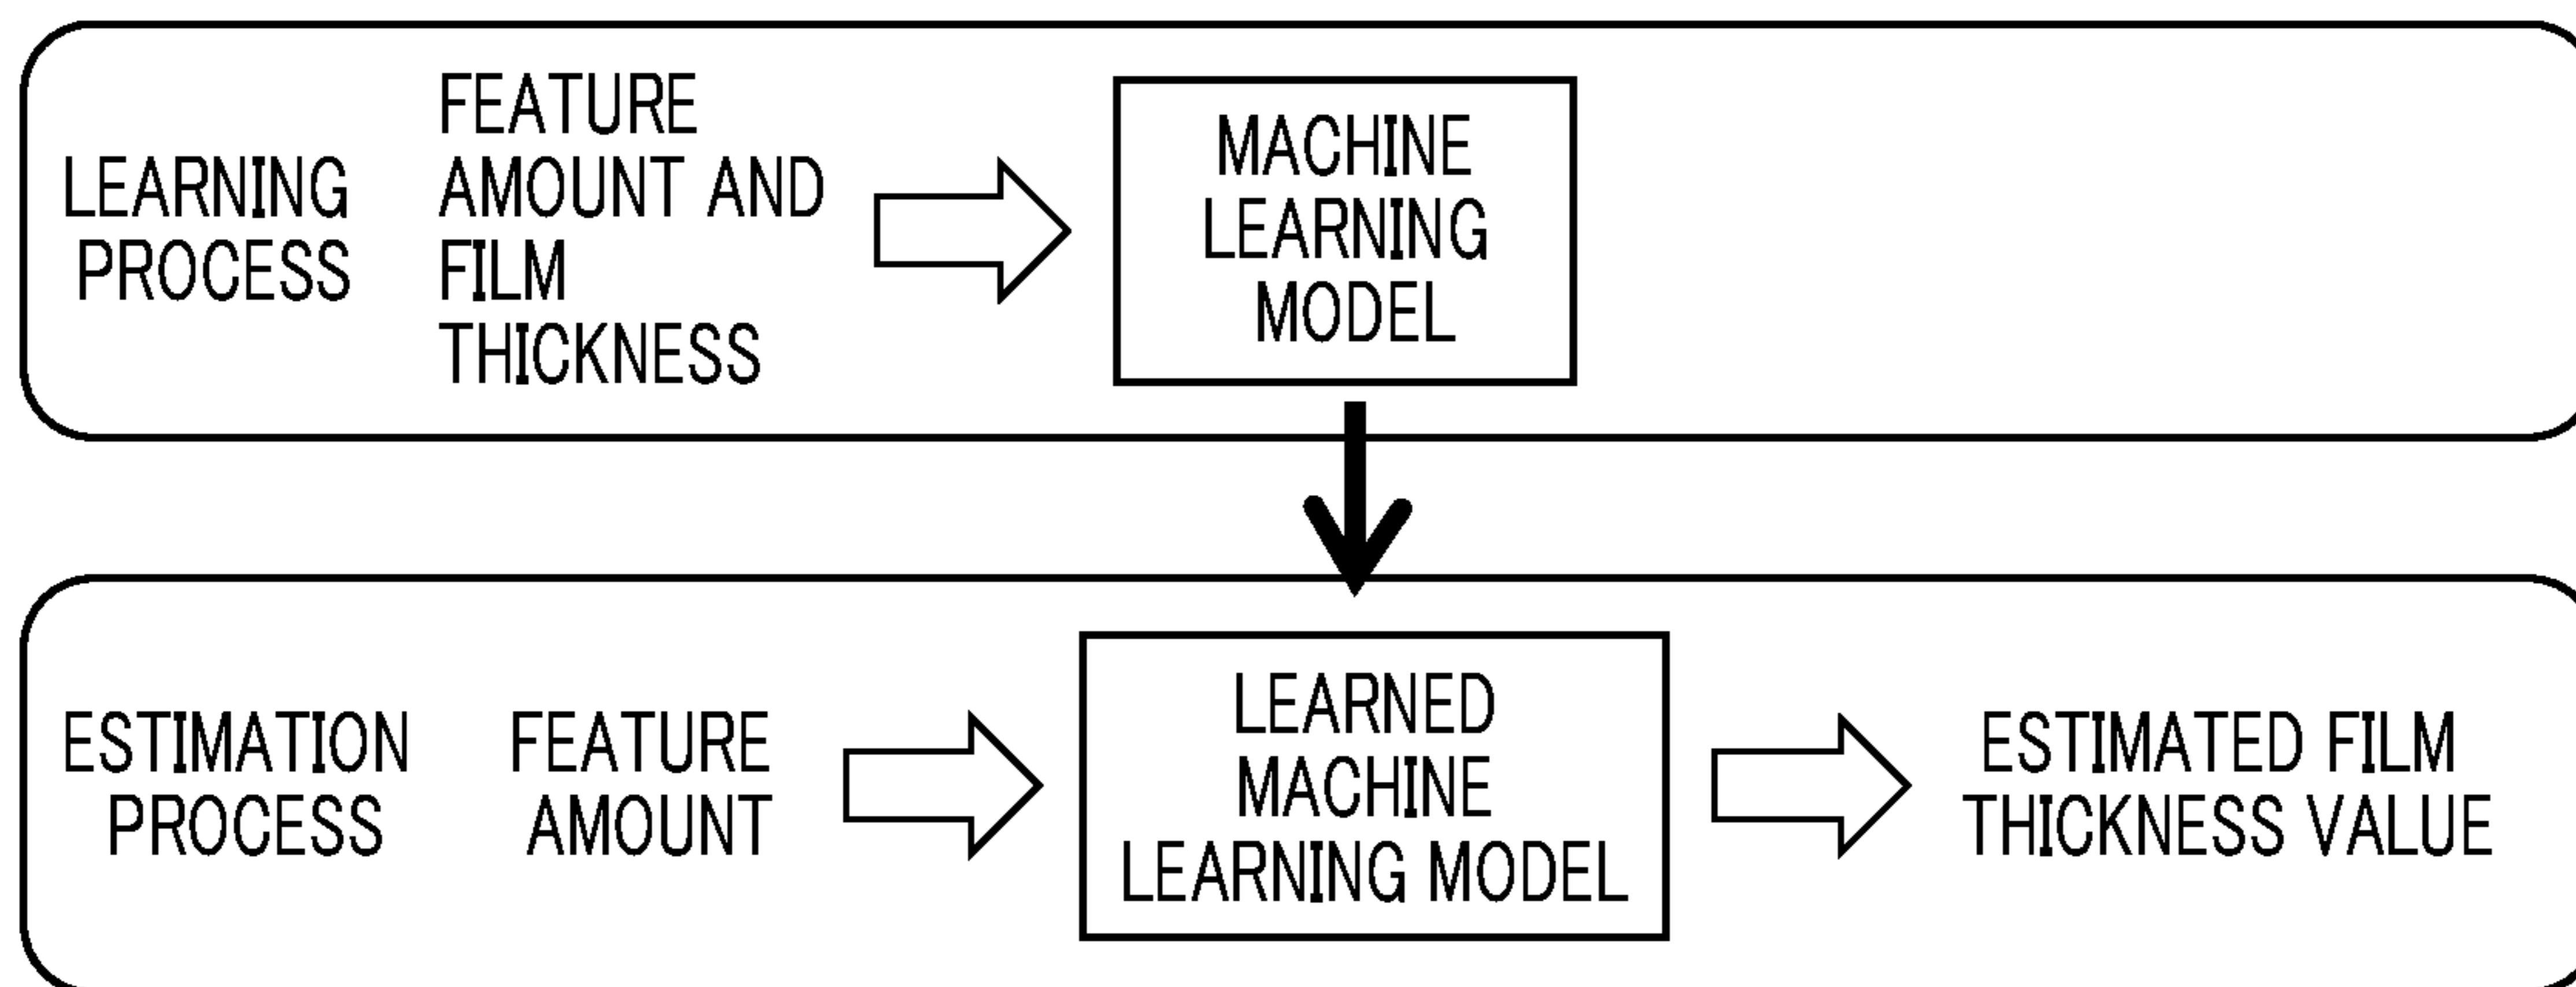 LEARNING
PROCESS
FEATURE
AMOUNT AND
FILM
THICKNESS
MACHINE
LEARNING
MODEL
ESTIMATION
PROCESS
FEATURE
AMOUNT
LEARNED
MACHINE
LEARNING MODEL
ESTIMATED FILM
THICKNESS VALUE